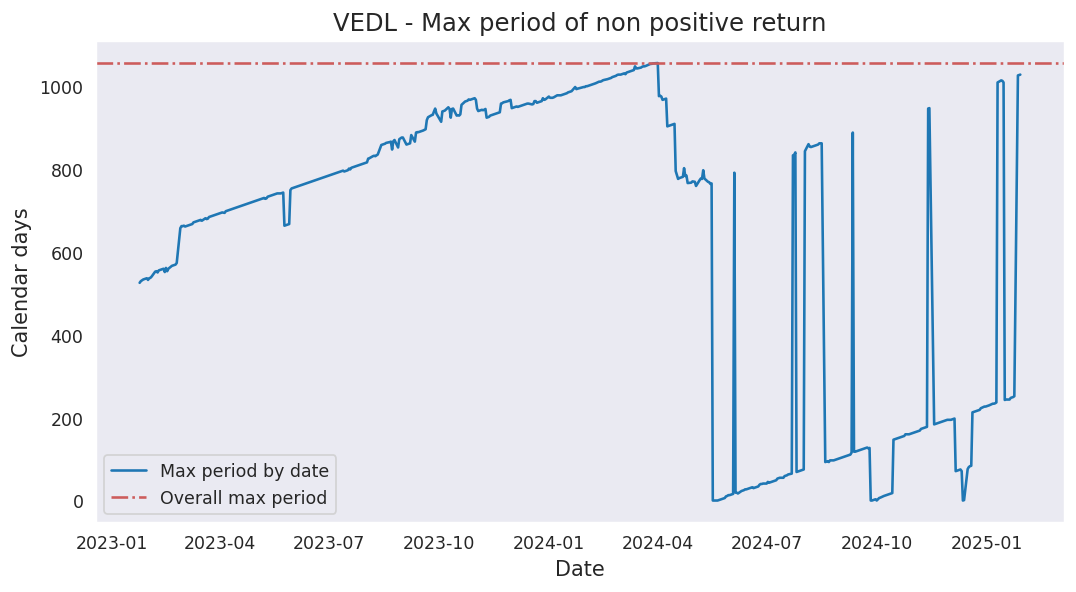 VEDL - Max period of non positive return
Calendar days
1000
800
600
400
200
0
Max period by date
Overall max period
2023-01 2023-04 2023-07 2023-10 2024-01 2024-04 2024-07 2024-10 2025-01
Date